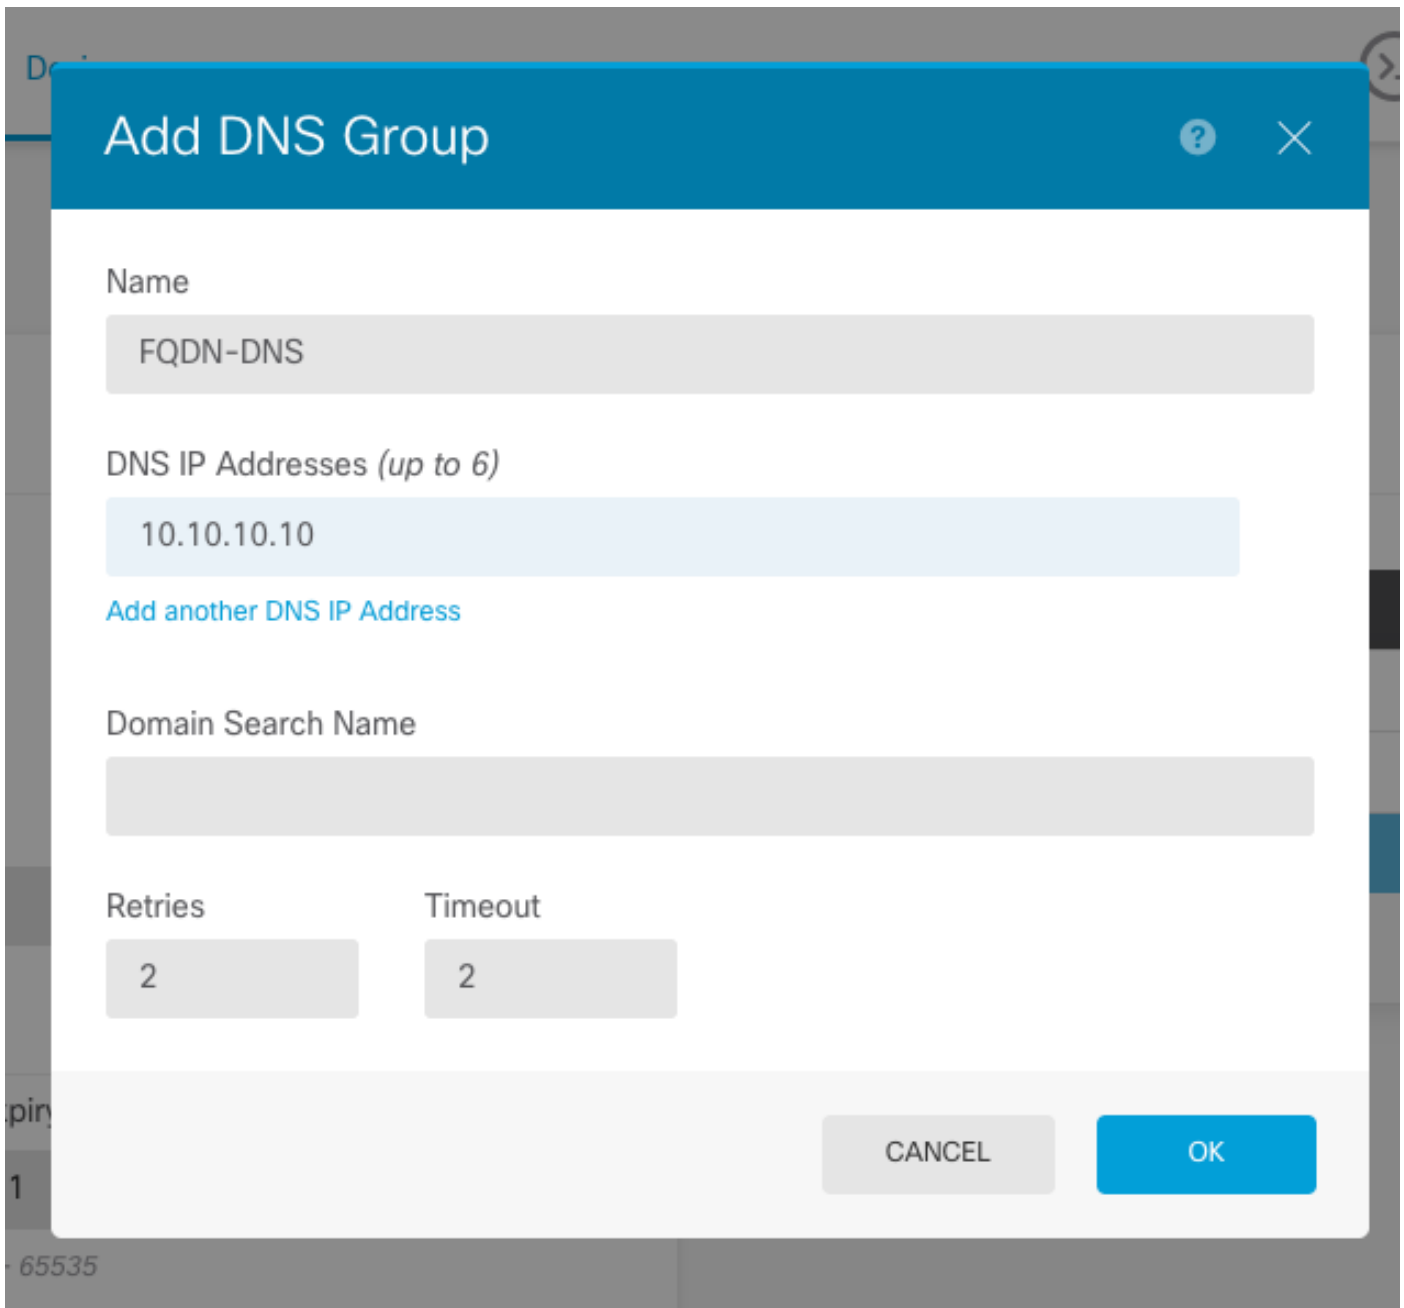 Add DNS Group
Name
FQDN-DNS
DNS IP Addresses (up to 6)
10.10.10.10
Add another DNS IP Address
Domain Search Name
Retries Timeout
2 2
CANCEL OK
1
65535